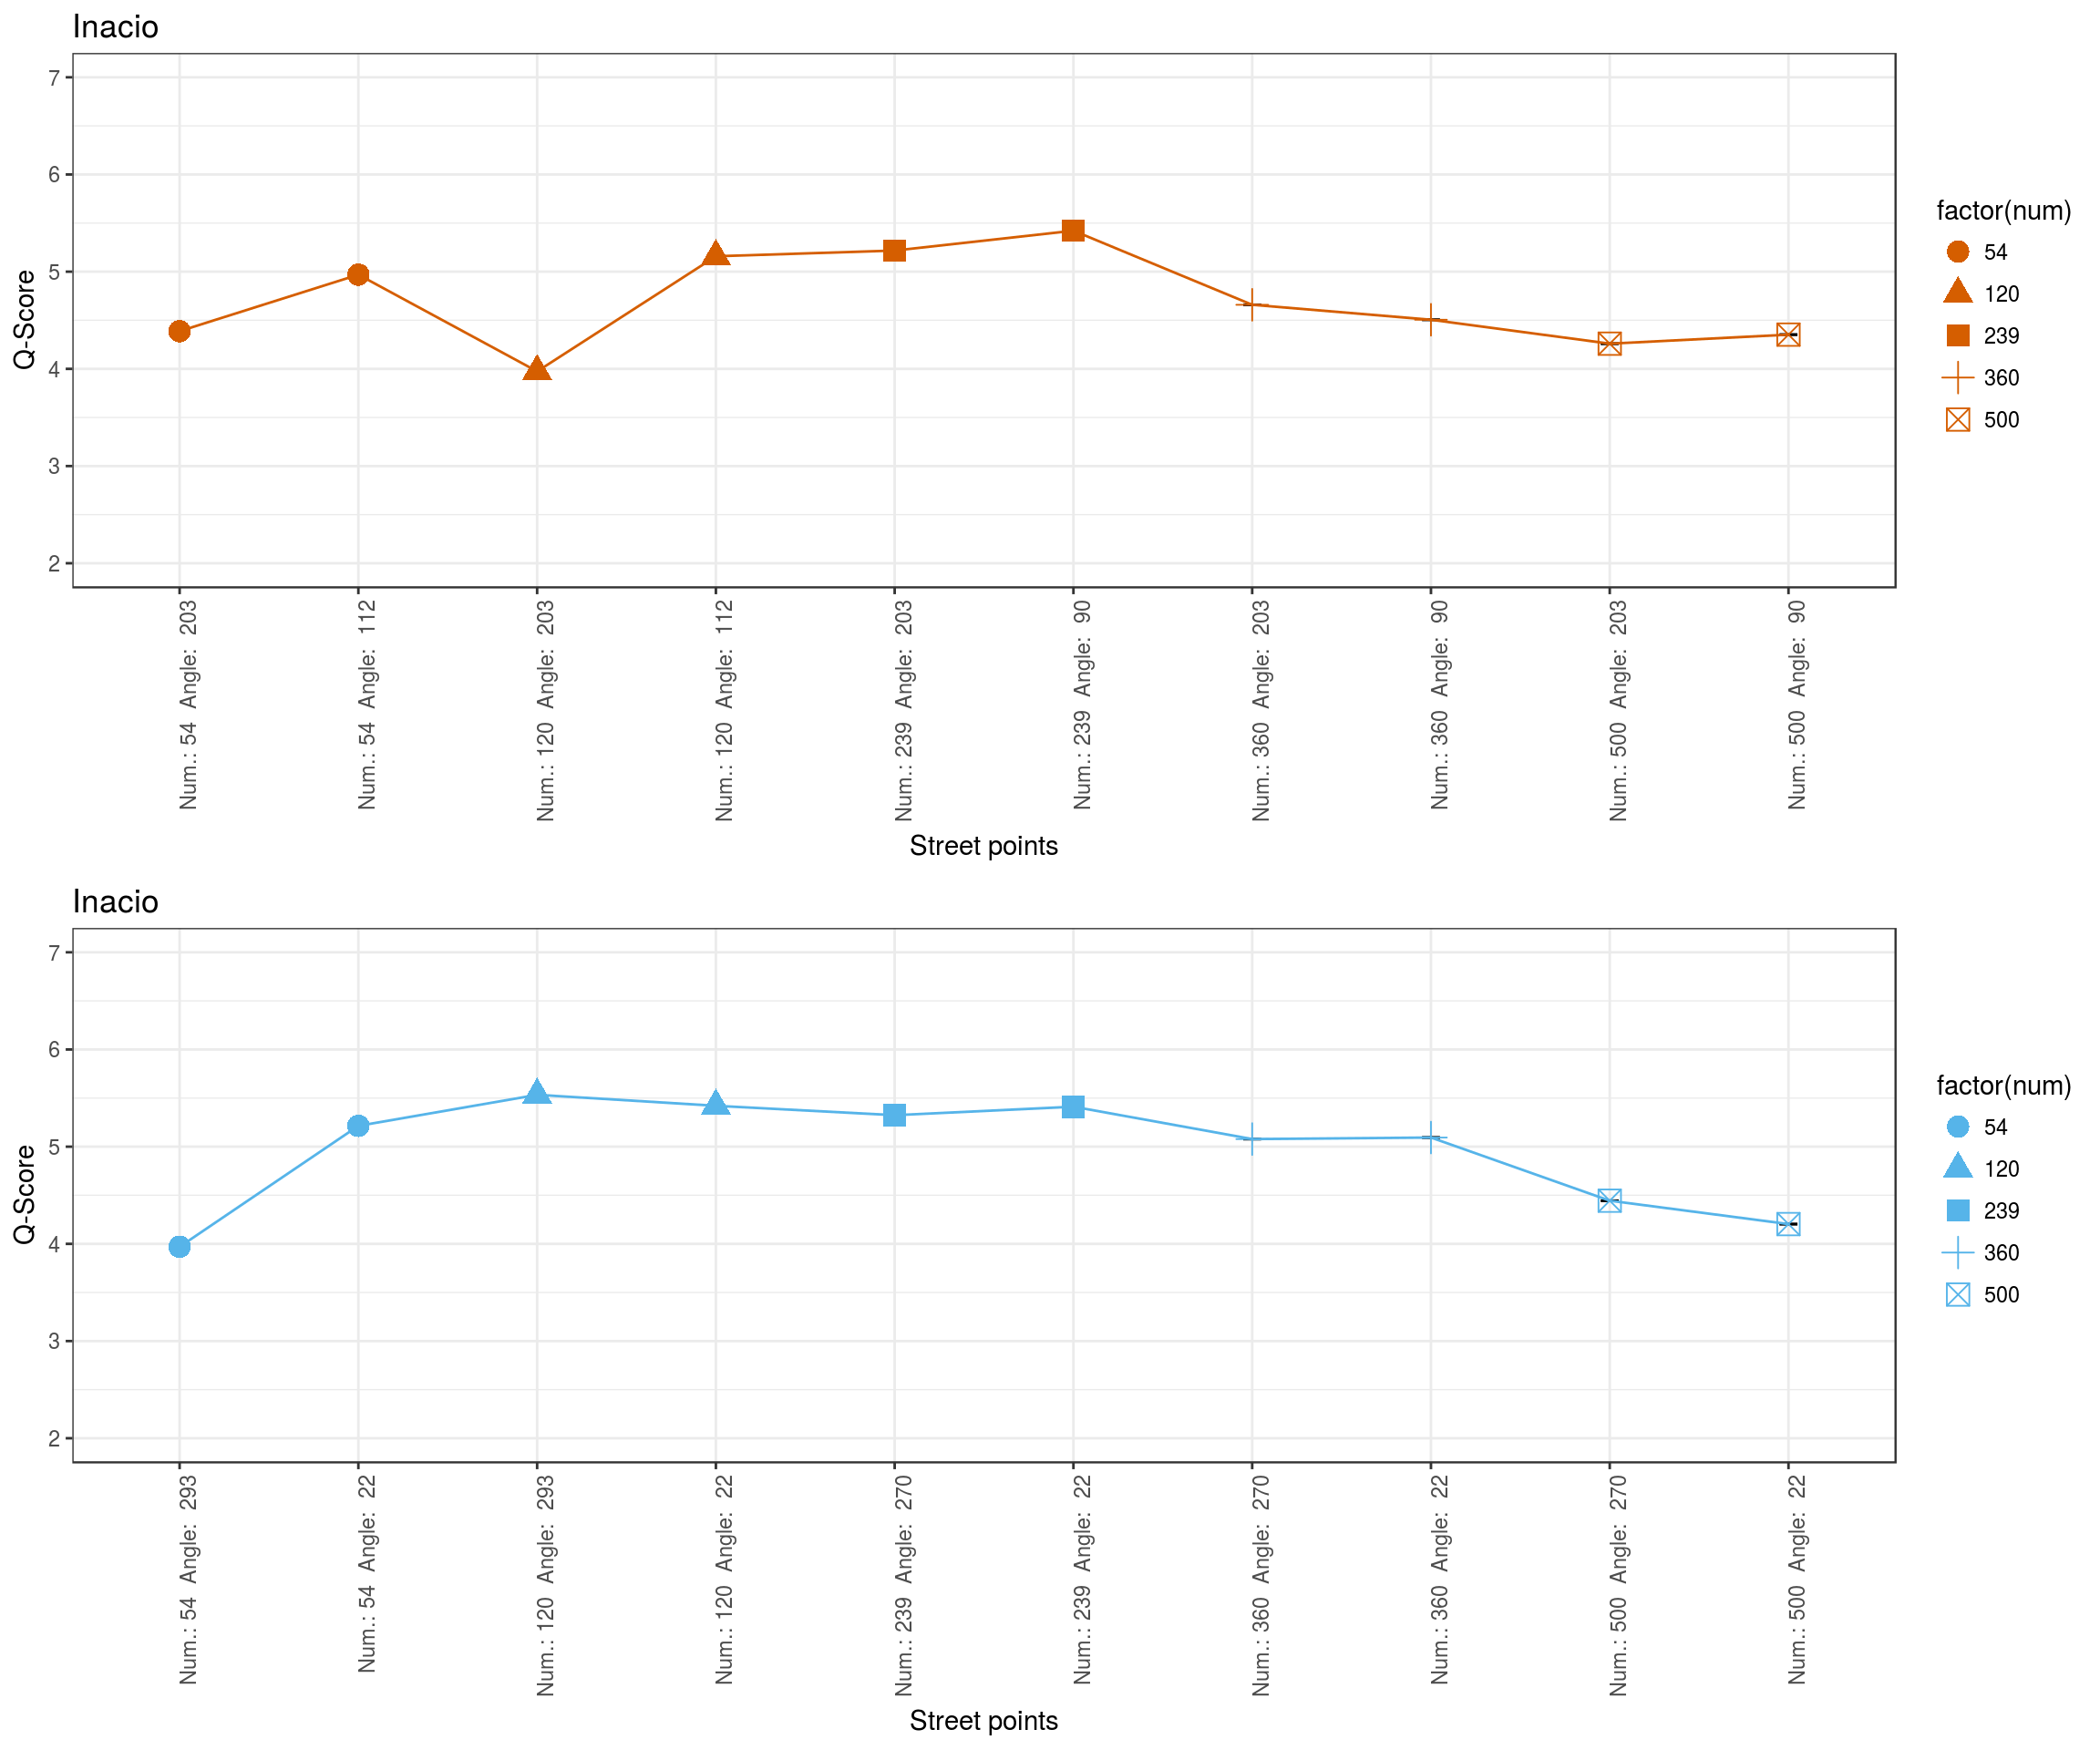 Inacio
7
6
5
4
3
2
Q-Score
Num.: 54 Angle: 203
Num.: 54 Angle: 112
Num.: 120 Angle: 203
Num.: 120 Angle: 112
Num.: 239 Angle: 203
Num.: 239 Angle: 90
Num.: 360 Angle: 203
Num.: 360 Angle: 90
Num.: 500 Angle: 203
Num.: 500 Angle: 90
Street points
factor(num)
54
120
239
360
500
Inacio
7
6
5
4
3
2
Q-Score
Num.: 54 Angle: 293
Num.: 54 Angle: 22
Num.: 120 Angle: 293
Num.: 120 Angle: 22
Num.: 239 Angle: 270
Num.: 239 Angle: 22
Num.: 360 Angle: 270
Num.: 360 Angle: 22
Num.: 500 Angle: 270
Num.: 500 Angle: 22
Street points
factor(num)
54
120
239
360
500